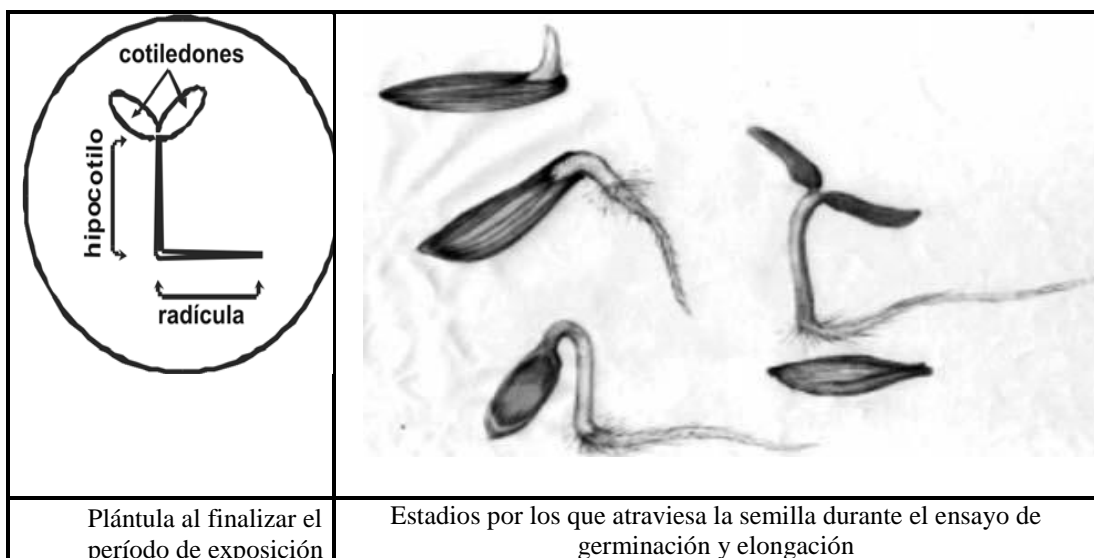 cotiledones
hipocotilo
radícula
Plántula al finalizar el
período de exposición
Estadios por los que atraviesa la semilla durante el ensayo de
germinación y elongación